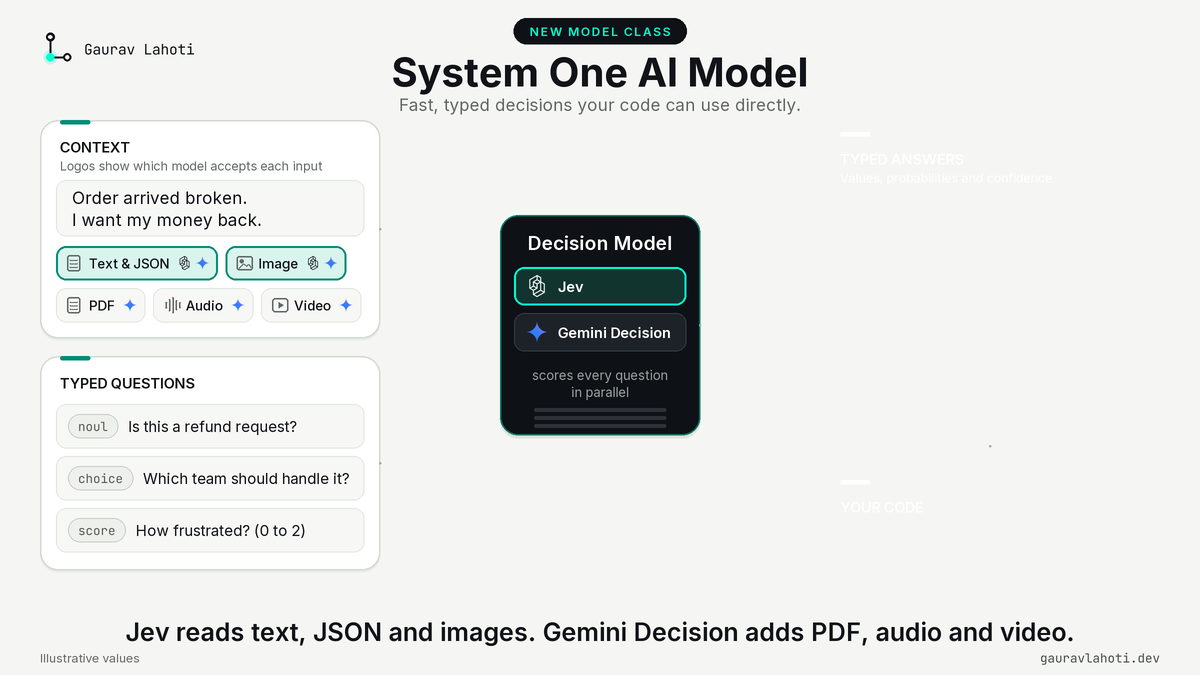 Gaurav Lahoti
NEW MODEL CLASS
System One AI Model
Fast, typed decisions your code can use directly.
CONTEXT
Logos show which model accepts each input
Order arrived broken.
I want my money back.
Text & JSON
Image
PDF
Audio
Video
TYPED QUESTIONS
noul
Is this a refund request?
choice
Which team should handle it?
score
How frustrated? (0 to 2)
Decision Model
Jev
Gemini Decision
scores every question
in parallel
TYPED ANSWERS
Values, probabilities and confidence
YOUR CODE
Jev reads text, JSON and images. Gemini Decision adds PDF, audio and video.
Illustrative values
gauravlahoti.dev